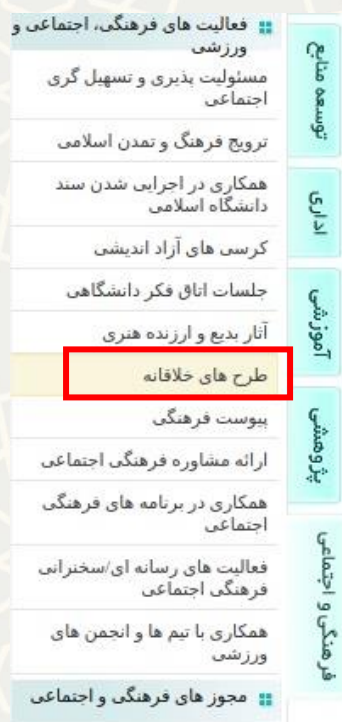 فعالیت های فرهنگی، اجتماعی و
ورزشی
مسئولیت پذیری و تسهیل گری
اجتماعی
ترویج فرهنگ و تمدن اسلامی
همکاری در اجرایی شدن سند
دانشگاه اسلامی
کرسی های آزاد اندیشی
جلسات اتاق فکر دانشگاهی
آثار بدیع و ارزنده هنری
طرح های خلاقانه
پیوست فرهنگی
ارائه مشاوره فرهنگی اجتماعی
همکاری در برنامه های فرهنگی
اجتماعی
فعالیت های رسانه ای/سخنرانی
فرهنگی اجتماعی
همکاری با تیم ها و انجمن های
ورزشی
مجوز های فرهنگی و اجتماعی
توسعه منابع
اداری
آموزشی
پژوهشی
فرهنگی و اجتماعی